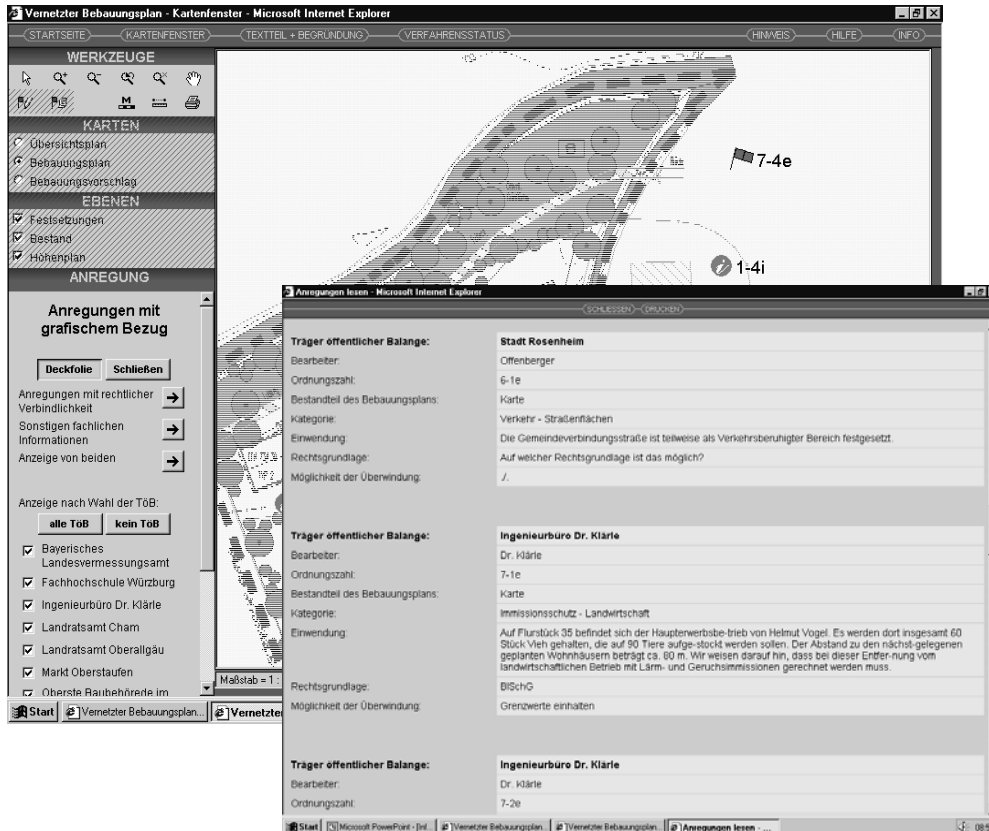 Vernetzter Bebauungsplan - Kartenfenster - Microsoft Internet Explorer
STARTSEITE KARTENFENSTER TEXTTEIL + BEGRÜNDUNG VERFAHRENSSTATUS HINWEIS HILFE INFO
WERKZEUGE
M
KARTEN
Übersichtsplan
Bebauungsplan
Bebauungsvorschlag
EBENEN
Festsetzungen
Bestand
Höhenplan
ANREGUNG
Anregungen mit
grafischem Bezug
Deckfolie Schließen
Anregungen mit rechtlicher
Verbindlichkeit
Sonstigen fachlichen
Informationen
Anzeige von beiden
Anzeige nach Wahl der TöB:
alle TöB kein TöB
Bayerisches
Landesvermessungsamt
Fachhochschule Würzburg
Ingenieurbüro Dr. Klärle
Landratsamt Cham
Landratsamt Oberallgäu
Markt Oberstaufen
Oberste Baubehörede im
7-4e
i 1-4i
Maßstab = 1 :
Start Vernetzter Bebauungsplan... Vernetzte
Anregungen lesen - Microsoft Internet Explorer
SCHLIESSEN DRUCKEN
Träger öffentlicher Balange: Stadt Rosenheim
Bearbeiter: Offenberger
Ordnungszahl: 6-1e
Bestandteil des Bebauungsplans: Karte
Kategorie: Verkehr - Straßenflächen
Einwendung: Die Gemeindeverbindungsstraße ist teilweise als Verkehrsberuhigter Bereich festgesetzt.
Rechtsgrundlage: Auf welcher Rechtsgrundlage ist das möglich?
Möglichkeit der Überwindung: ./.
Träger öffentlicher Balange: Ingenieurbüro Dr. Klärle
Bearbeiter: Dr. Klärle
Ordnungszahl: 7-1e
Bestandteil des Bebauungsplans: Karte
Kategorie: Immissionsschutz - Landwirtschaft
Einwendung: Auf Flurstück 35 befindet sich der Haupterwerbsbe-trieb von Helmut Vogel. Es werden dort insgesamt 60
Stück Vieh gehalten, die auf 90 Tiere aufge-stockt werden sollen. Der Abstand zu den nächst-gelegenen
geplanten Wohnhäusern beträgt ca. 80 m. Wir weisen darauf hin, dass bei dieser Entfer-nung vom
landwirtschaftlichen Betrieb mit Lärm- und Geruchsimmissionen gerechnet werden muss.
Rechtsgrundlage: BISchG
Möglichkeit der Überwindung: Grenzwerte einhalten
Träger öffentlicher Balange: Ingenieurbüro Dr. Klärle
Bearbeiter: Dr. Klärle
Ordnungszahl: 7-2e
Start Microsoft PowerPoint - [Inf... Vernetzter Bebauungsplan... Vernetzter Bebauungsplan... Anregungen lesen - ...